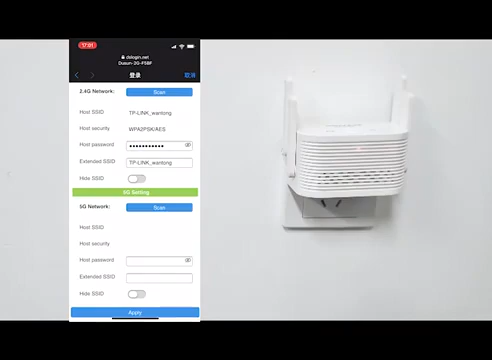 17:01
dslogin.net
Dusun-2G-F5BF
登录
取消
2.4G Network: Scan
Host SSID TP-LINK_wantong
Host security WPA2PSK/AES
Host password ●●●●●●●●●●●
Extended SSID TP-LINK_wantong
Hide SSID
5G Setting
5G Network: Scan
Host SSID
Host security
Host password
Extended SSID
Hide SSID
Apply